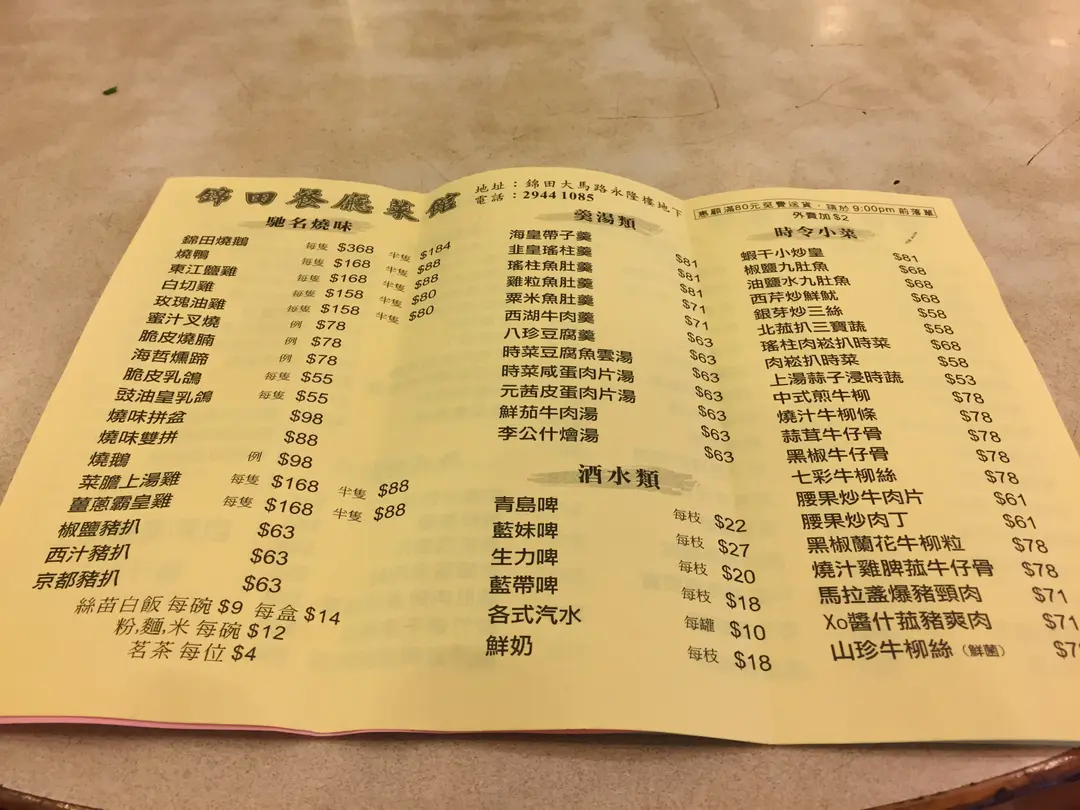 錦田餐廳菜館
地址：錦田大馬路永隆樓地下
電話：2944 1085
馳名燒味
錦田燒鵝 每隻 $368 半隻 $184
燒鴨 每隻 $168 半隻 $88
東江鹽雞 每隻 $168 半隻 $88
白切雞 每隻 $158 半隻 $80
玫瑰油雞 每隻 $158 半隻 $80
蜜汁叉燒 例 $78
脆皮燒腩 例 $78
海哲燻蹄 例 $78
脆皮乳鴿 每隻 $55
豉油皇乳鴿 每隻 $55
燒味拼盆 $98
燒味雙拼 $88
燒鵝 例 $98
菜膽上湯雞 每隻 $168 半隻 $88
薑蔥霸皇雞 每隻 $168 半隻 $88
椒鹽豬扒 $63
西汁豬扒 $63
京都豬扒 $63
絲苗白飯 每碗 $9 每盒 $14
粉,麵,米 每碗 $12
茗茶 每位 $4
羹湯類
海皇帶子羹 $81
韭皇瑤柱羹 $81
瑤柱魚肚羹 $81
雞粒魚肚羹 $71
粟米魚肚羹 $71
西湖牛肉羹 $63
八珍豆腐羹 $63
時菜豆腐魚雲湯 $63
時菜咸蛋肉片湯 $63
元茜皮蛋肉片湯 $63
鮮茄牛肉湯 $63
李公什燴湯 $63
酒水類
青島啤 每枝 $22
藍妹啤 每枝 $27
生力啤 每枝 $20
藍帶啤 每枝 $18
各式汽水 每罐 $10
鮮奶 每枝 $18
惠顧滿80元免費送貨，請於 9:00pm 前落單
外賣加 $2
時令小菜
蝦干小炒皇 $81
椒鹽九肚魚 $68
油鹽水九肚魚 $68
西芹炒鮮魷 $68
銀芽炒三絲 $58
北菰扒三寶蔬 $58
瑤柱肉崧扒時菜 $68
肉崧扒時菜 $58
上湯蒜子浸時蔬 $53
中式煎牛柳 $78
燒汁牛柳條 $78
蒜茸牛仔骨 $78
黑椒牛仔骨 $78
七彩牛柳絲 $78
腰果炒牛肉片 $61
腰果炒肉丁 $61
黑椒蘭花牛柳粒 $78
燒汁雞脾菰牛仔骨 $78
馬拉盞爆豬頸肉 $71
Xo醬什菰豬爽肉 $71
山珍牛柳絲（鮮菌）